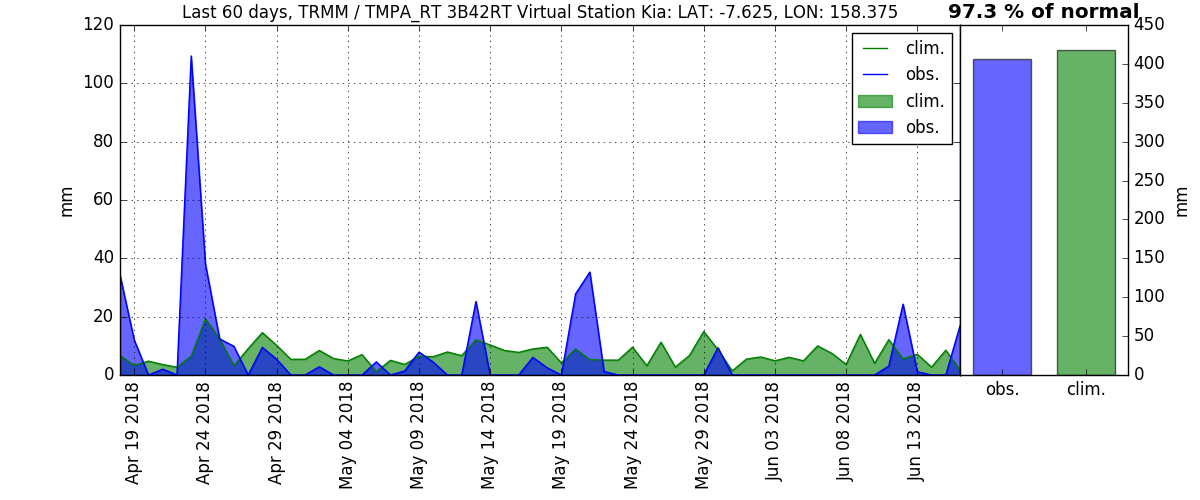 Last 60 days, TRMM / TMPA_RT 3B42RT Virtual Station Kia: LAT: -7.625, LON: 158.375
97.3 % of normal
120
100
80
60
40
20
0
mm
clim.
obs.
clim.
obs.
450
400
350
300
250
200
150
100
50
0
mm
Apr 19 2018
Apr 24 2018
Apr 29 2018
May 04 2018
May 09 2018
May 14 2018
May 19 2018
May 24 2018
May 29 2018
Jun 03 2018
Jun 08 2018
Jun 13 2018
obs.
clim.